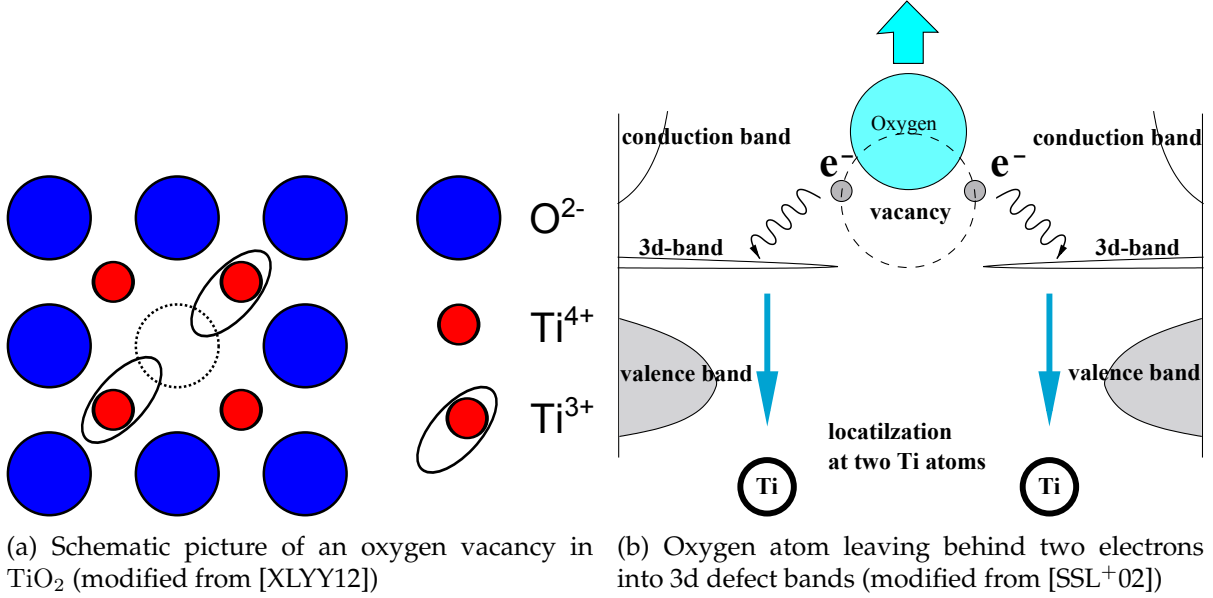 O2-
Ti4+
Ti3+
(a) Schematic picture of an oxygen vacancy in
TiO2 (modified from [XLYY12])
Oxygen
conduction band
conduction band
e−
e−
vacancy
3d-band
3d-band
valence band
valence band
locatilzation
at two Ti atoms
Ti
Ti
(b) Oxygen atom leaving behind two electrons
into 3d defect bands (modified from [SSL+02])